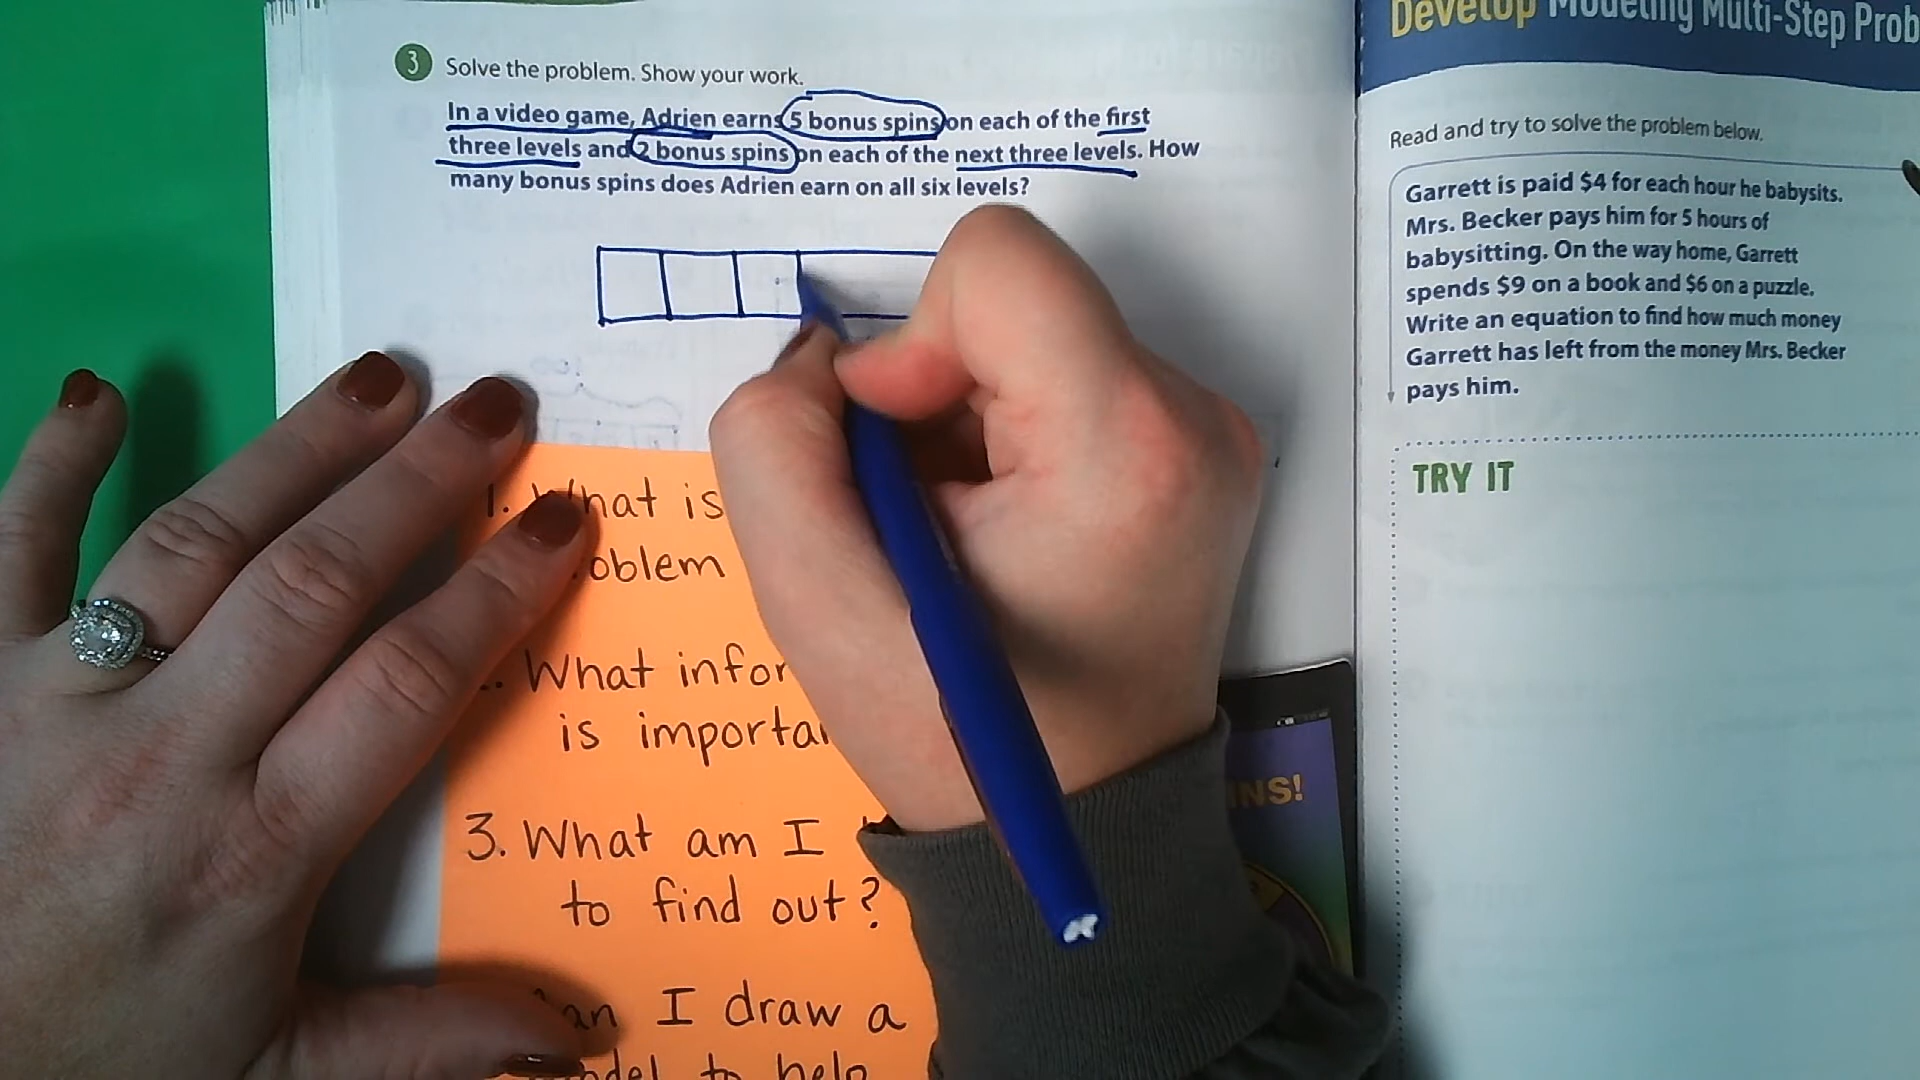 3 Solve the problem. Show your work.
In a video game, Adrien earns 5 bonus spins on each of the first
three levels and 2 bonus spins on each of the next three levels. How
many bonus spins does Adrien earn on all six levels?
1. What is
oblem
What infor
is importa
3. What am I
to find out?
an I draw a
del to help
NS!
Develop Modeling Multi-Step Prob
Read and try to solve the problem below.
Garrett is paid $4 for each hour he babysits.
Mrs. Becker pays him for 5 hours of
babysitting. On the way home, Garrett
spends $9 on a book and $6 on a puzzle.
Write an equation to find how much money
Garrett has left from the money Mrs. Becker
pays him.
TRY IT